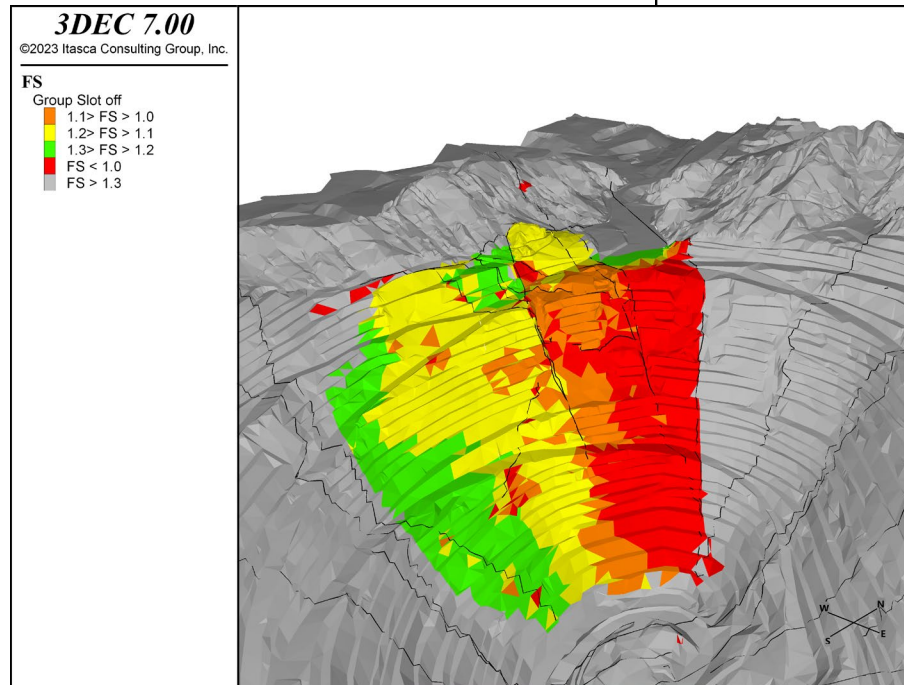 3DEC 7.00
©2023 Itasca Consulting Group, Inc.
FS
Group Slot off
1.1> FS > 1.0
1.2> FS > 1.1
1.3> FS > 1.2
FS < 1.0
FS > 1.3
W N
S E